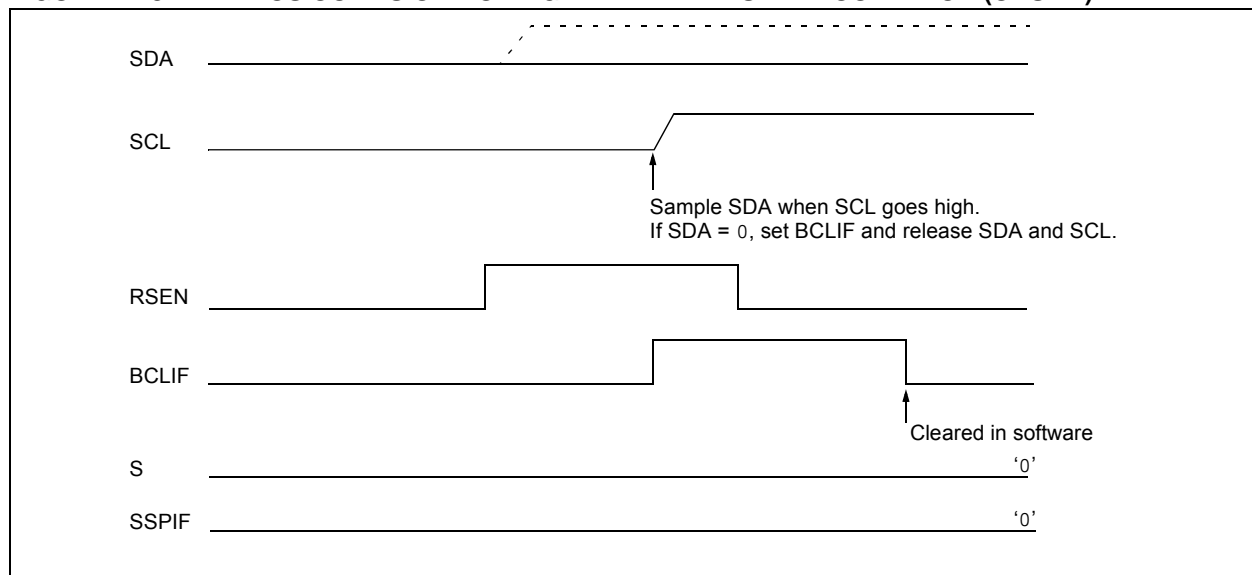 SDA
SCL
Sample SDA when SCL goes high.
If SDA = 0, set BCLIF and release SDA and SCL.
RSEN
BCLIF
Cleared in software
S
‘0’
SSPIF
‘0’